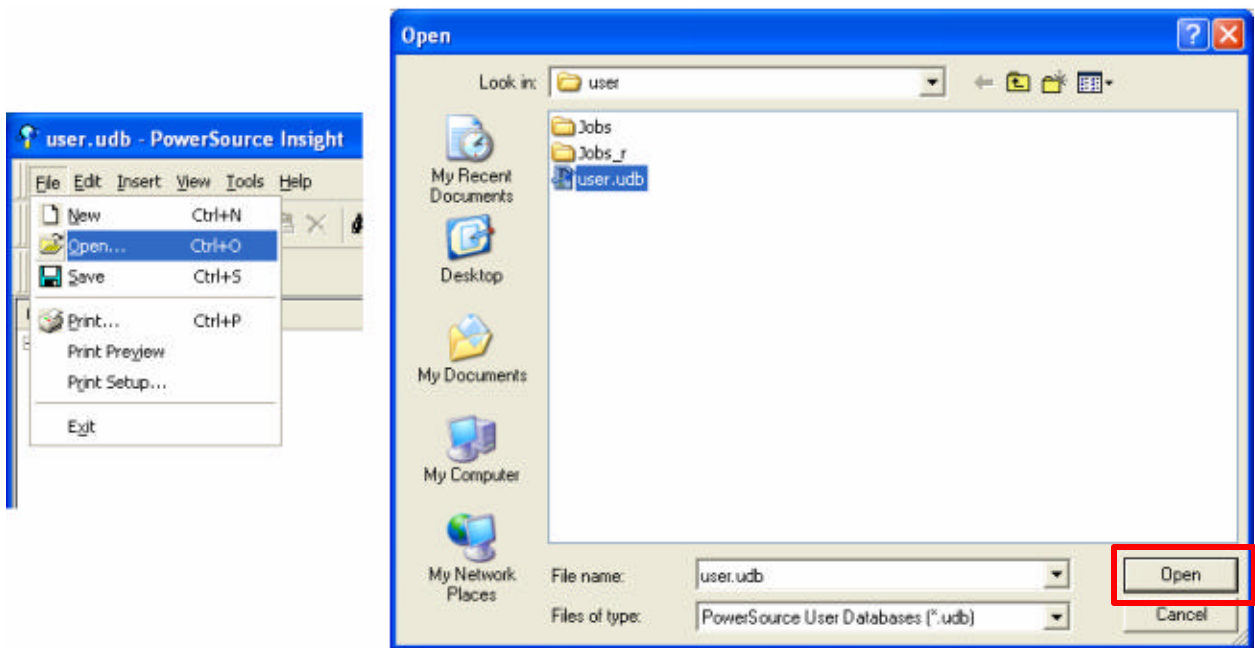 user.udb - PowerSource Insight
File Edit Insert View Tools Help
New Ctrl+N
Open... Ctrl+O
Save Ctrl+S
Print... Ctrl+P
Print Preview
Print Setup...
Exit
Open
Look in: user
Jobs
Jobs_r
user.udb
My Recent
Documents
Desktop
My Documents
My Computer
My Network
Places
File name: user.udb Open
Files of type: PowerSource User Databases (*.udb) Cancel